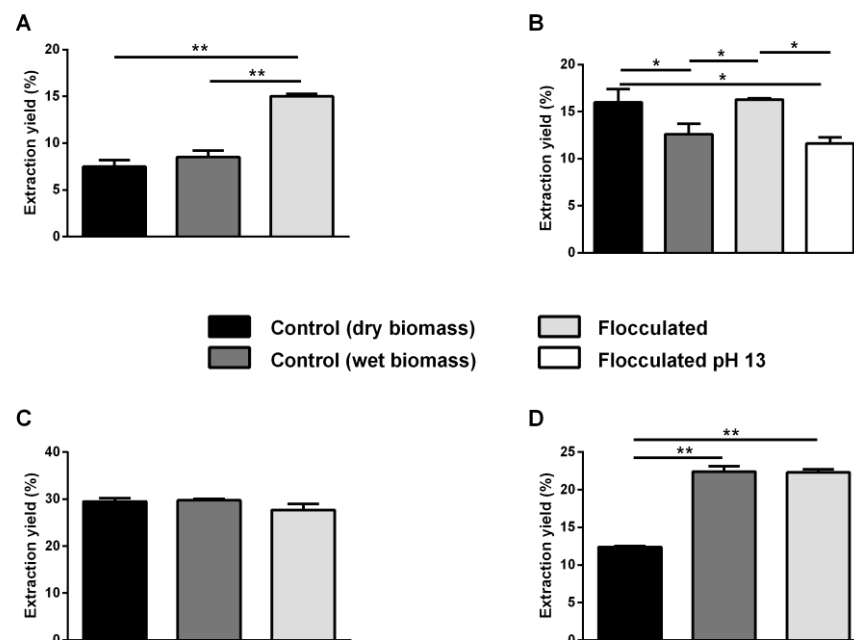 A
Extraction yield (%)
20
15
10
5
0
**
**
B
Extraction yield (%)
20
15
10
5
0
*
*
*
*
Control (dry biomass)
Control (wet biomass)
Flocculated
Flocculated pH 13
C
Extraction yield (%)
40
30
20
10
0
D
Extraction yield (%)
25
20
15
10
5
0
**
**